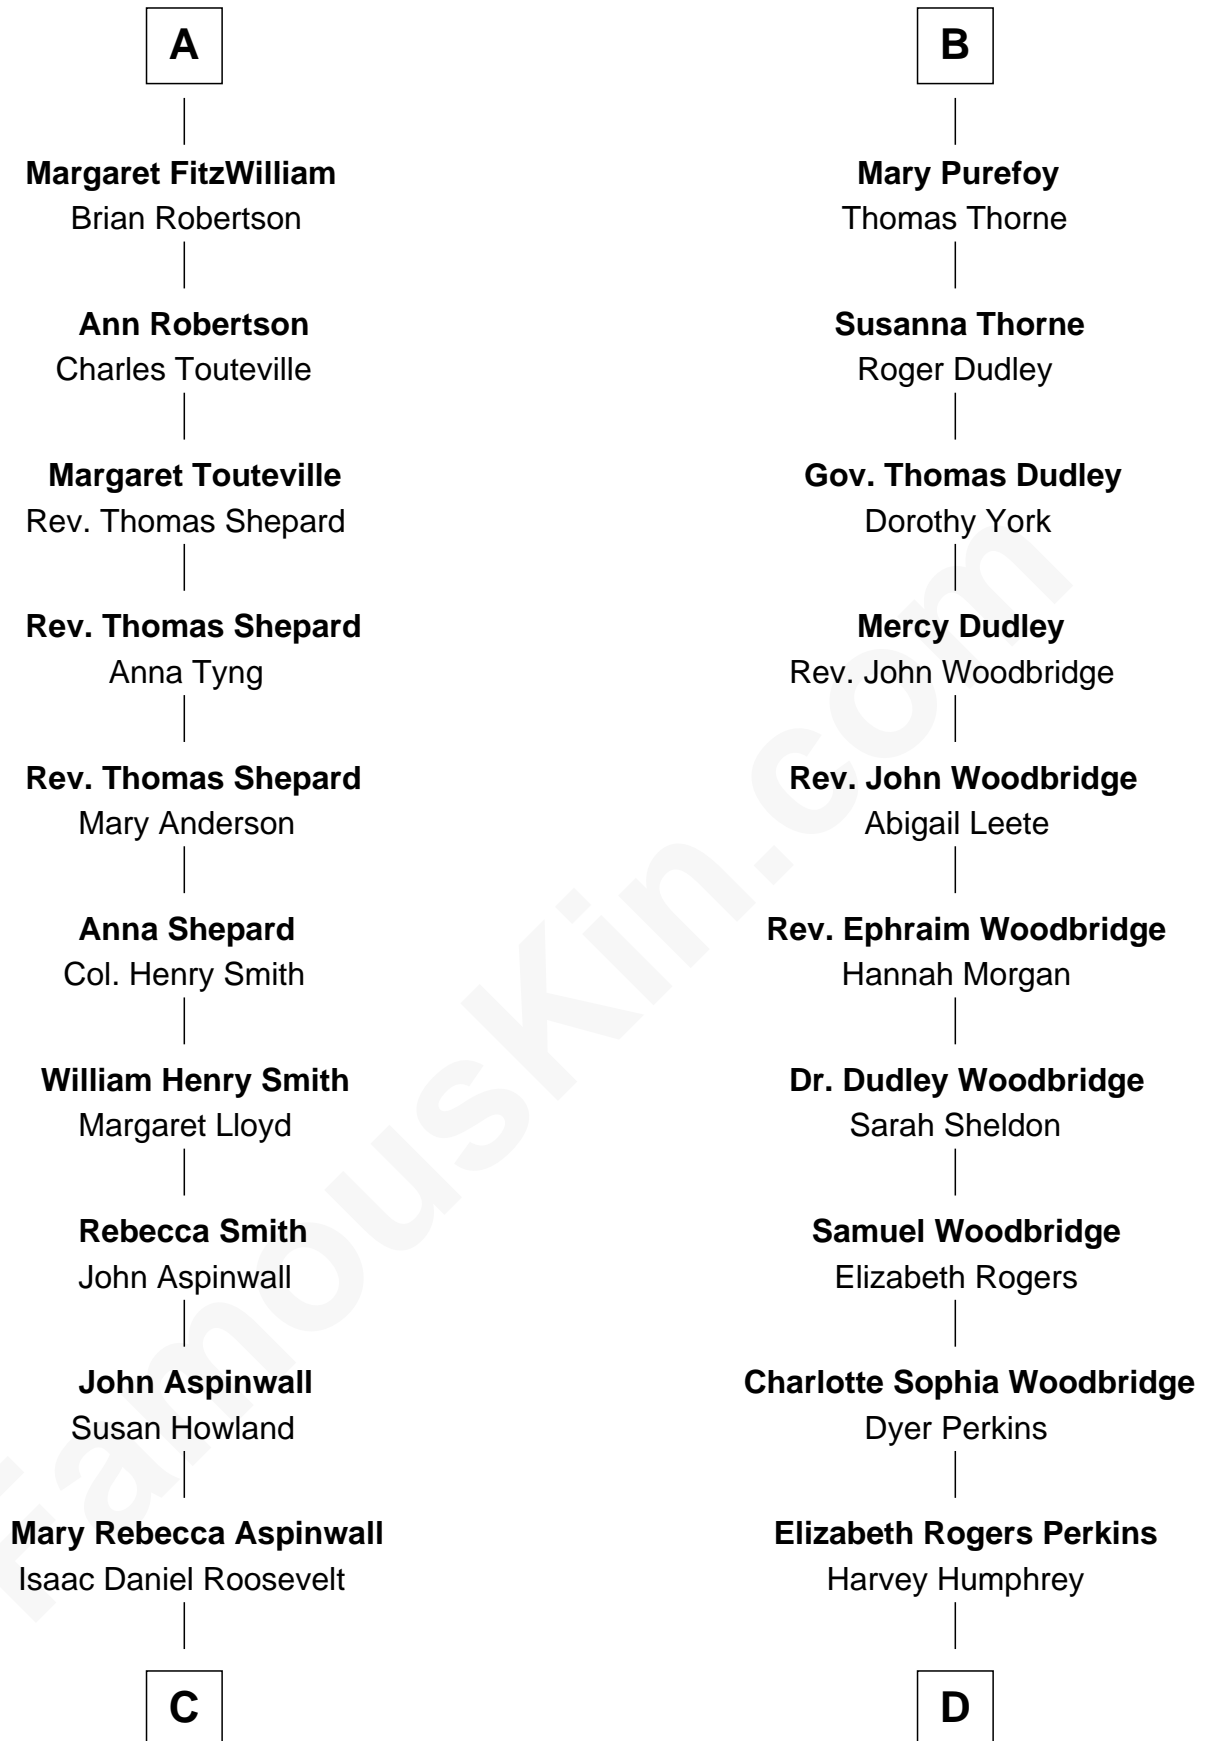 A
Margaret FitzWilliam
Brian Robertson
Ann Robertson
Charles Touteville
Margaret Touteville
Rev. Thomas Shepard
Rev. Thomas Shepard
Anna Tyng
Rev. Thomas Shepard
Mary Anderson
Anna Shepard
Col. Henry Smith
William Henry Smith
Margaret Lloyd
Rebecca Smith
John Aspinwall
John Aspinwall
Susan Howland
Mary Rebecca Aspinwall
Isaac Daniel Roosevelt
C
B
Mary Purefoy
Thomas Thorne
Susanna Thorne
Roger Dudley
Gov. Thomas Dudley
Dorothy York
Mercy Dudley
Rev. John Woodbridge
Rev. John Woodbridge
Abigail Leete
Rev. Ephraim Woodbridge
Hannah Morgan
Dr. Dudley Woodbridge
Sarah Sheldon
Samuel Woodbridge
Elizabeth Rogers
Charlotte Sophia Woodbridge
Dyer Perkins
Elizabeth Rogers Perkins
Harvey Humphrey
D
FamousKin.com